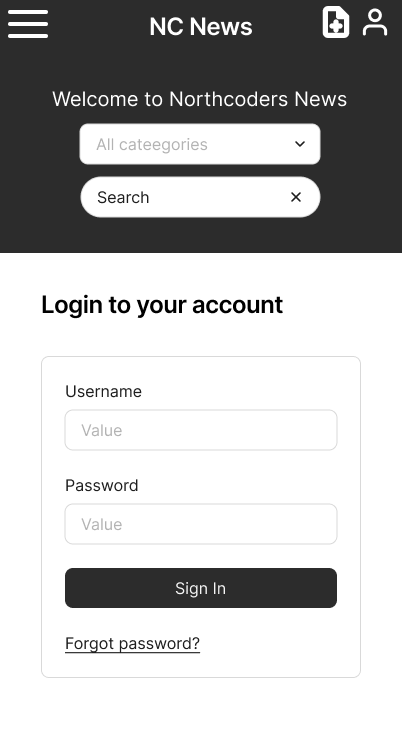 NC News
Welcome to Northcoders News
All cateegories
Search
Login to your account
Username
Value
Password
Value
Sign In
Forgot password?